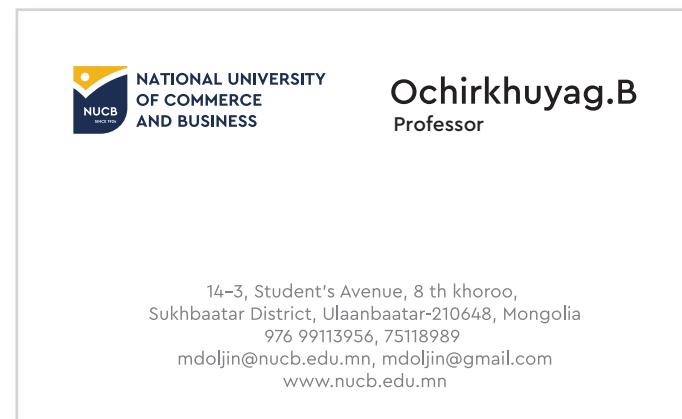 NUCB
SINCE 1924
NATIONAL UNIVERSITY
OF COMMERCE
AND BUSINESS
Ochirkhuyag.B
Professor
14–3, Student's Avenue, 8 th khoroo,
Sukhbaatar District, Ulaanbaatar-210648, Mongolia
976 99113956, 75118989
mdoljin@nucb.edu.mn, mdoljin@gmail.com
www.nucb.edu.mn